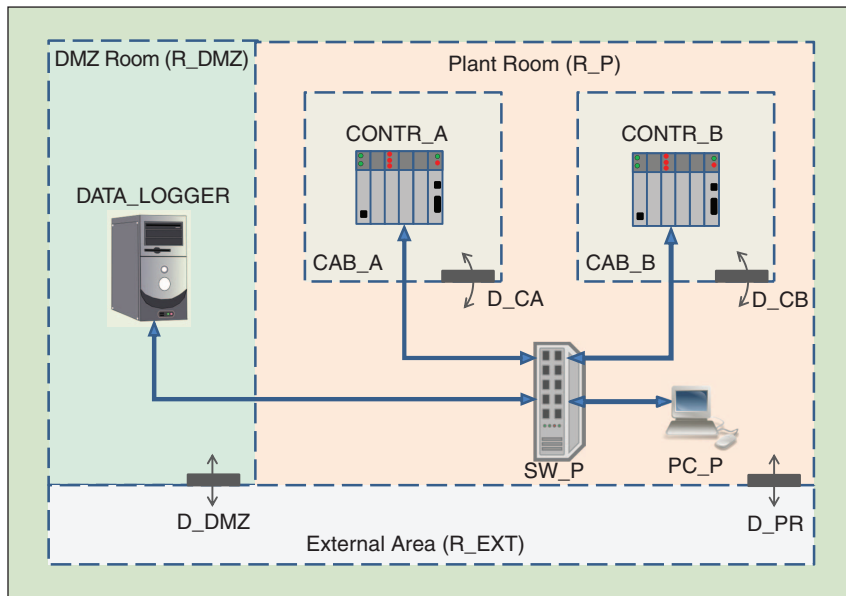 DMZ Room (R_DMZ)
Plant Room (R_P)
CONTR_A
CONTR_B
DATA_LOGGER
CAB_A
CAB_B
D_CA
D_CB
SW_P
PC_P
D_DMZ
D_PR
External Area (R_EXT)